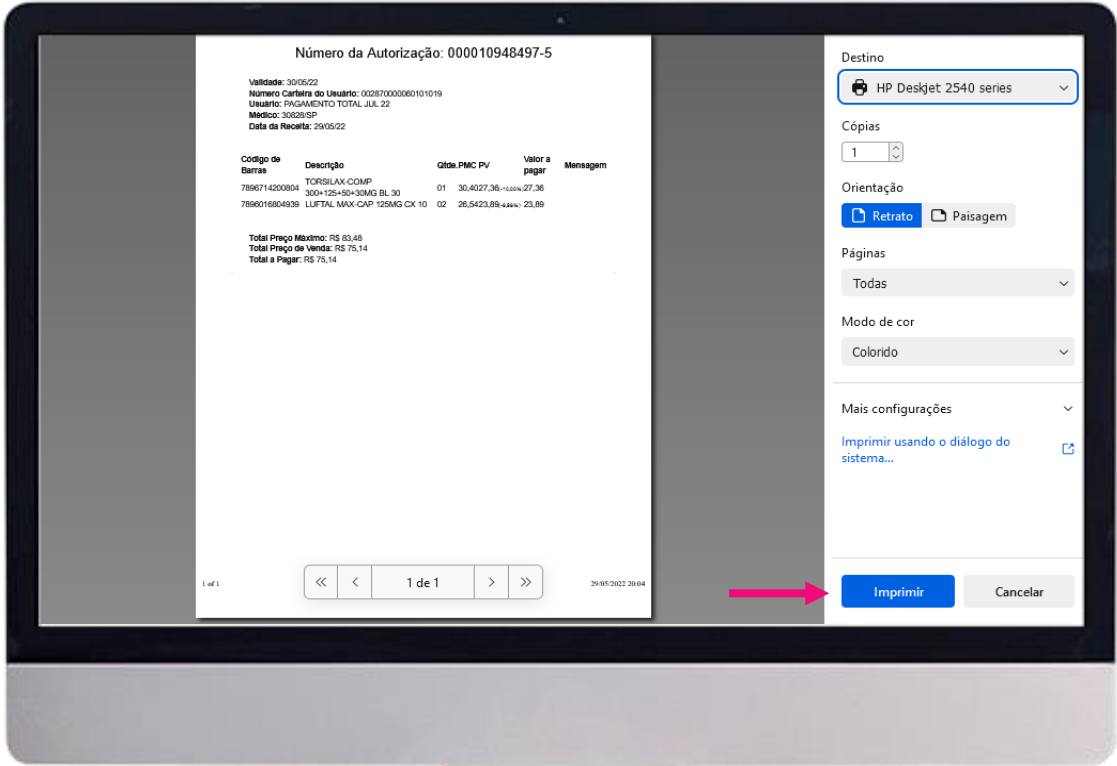 Número da Autorização: 000010948497-5
Validade: 30/05/22
Número Carteira do Usuário: 002870000060101019
Usuário: PAGAMENTO TOTAL JUL 22
Médico: 30828/SP
Data da Receita: 29/05/22
Código de Barras Descrição Qtde. PMC PV Valor a pagar Mensagem
7896714200804 TORSILAX-COMP 300+125+50+30MG BL 30 01 30,40 27,36(-10,00%) 27,36
7896016804939 LUFTAL MAX-CAP 125MG CX 10 02 26,54 23,89(-9,98%) 23,89
Total Preço Máximo: R$ 83,48
Total Preço de Venda: R$ 75,14
Total a Pagar: R$ 75,14
1 of 1
1 de 1
29/05/2022 20:04
Destino
HP Deskjet 2540 series
Cópias
1
Orientação
Retrato Paisagem
Páginas
Todas
Modo de cor
Colorido
Mais configurações
Imprimir usando o diálogo do
sistema...
Imprimir Cancelar